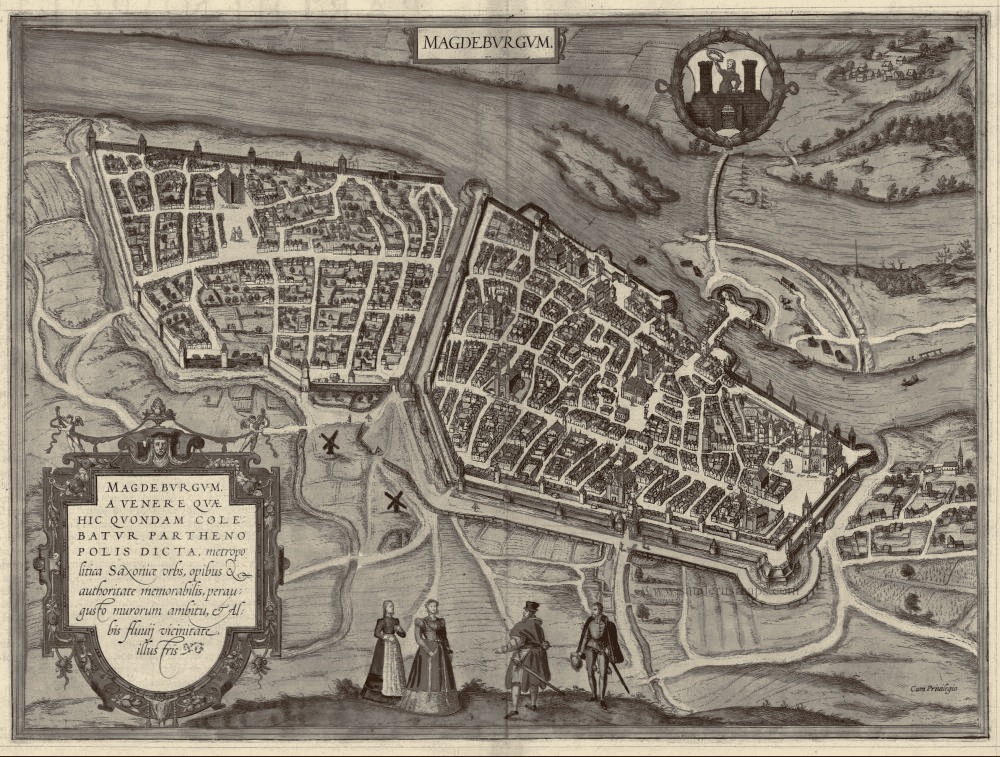 MAGDEBVRGVM.
MAGDEBVRGVM.
A VENERE QVÆ
HIC QVONDAM COLE-
BATVR PARTHENO
POLIS DICTA, metropo
litica Saxoniæ vrbs, opibus &
authoritate memorabilis, perau-
gusto murorum ambitu, & Al-
bis fluuij vicinitate
illustris
Cum Priuilegio